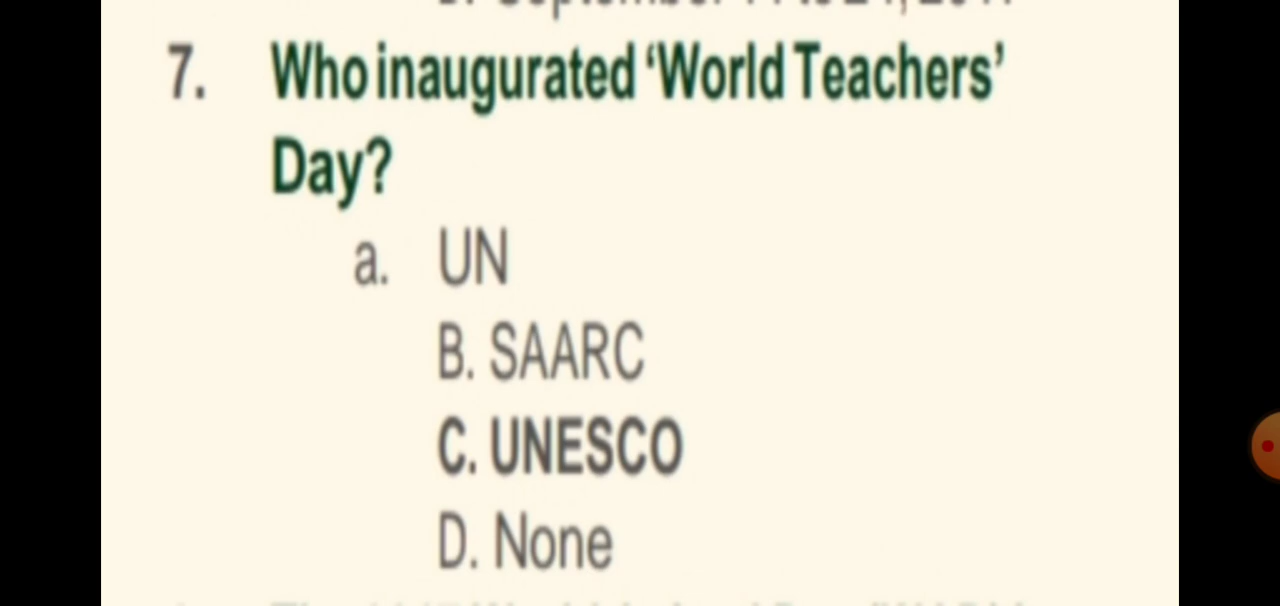 7. Who inaugurated ‘World Teachers’
Day?
a. UN
B. SAARC
C. UNESCO
D. None